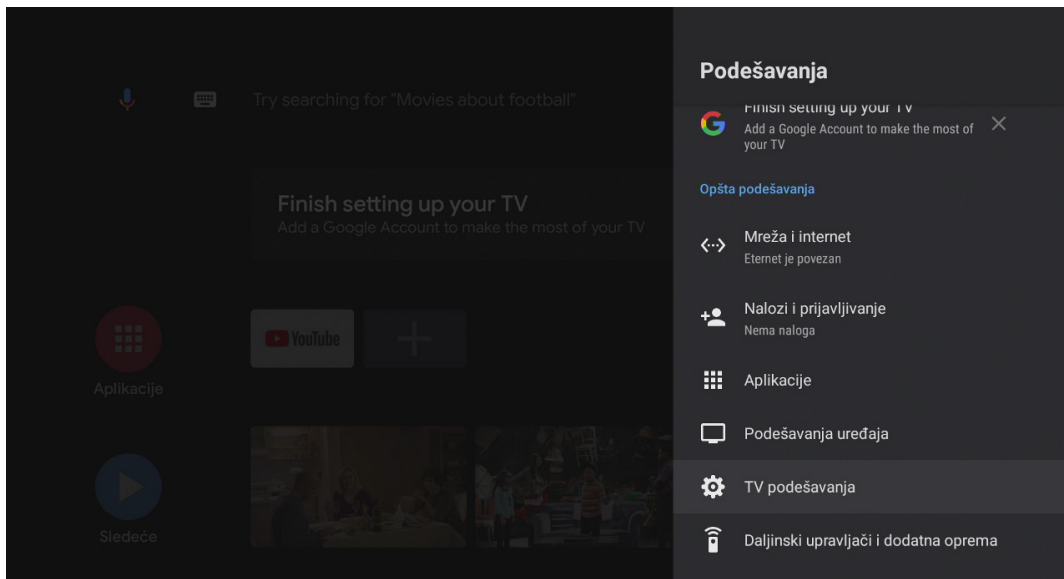 Try searching for "Movies about football"
Finish setting up your TV
Add a Google Account to make the most of your TV
YouTube
Aplikacije
Sledeće
Podešavanja
Finish setting up your TV
Add a Google Account to make the most of
your TV
Opšta podešavanja
Mreža i internet
Eternet je povezan
Nalozi i prijavljivanje
Nema naloga
Aplikacije
Podešavanja uređaja
TV podešavanja
Daljinski upravljači i dodatna oprema